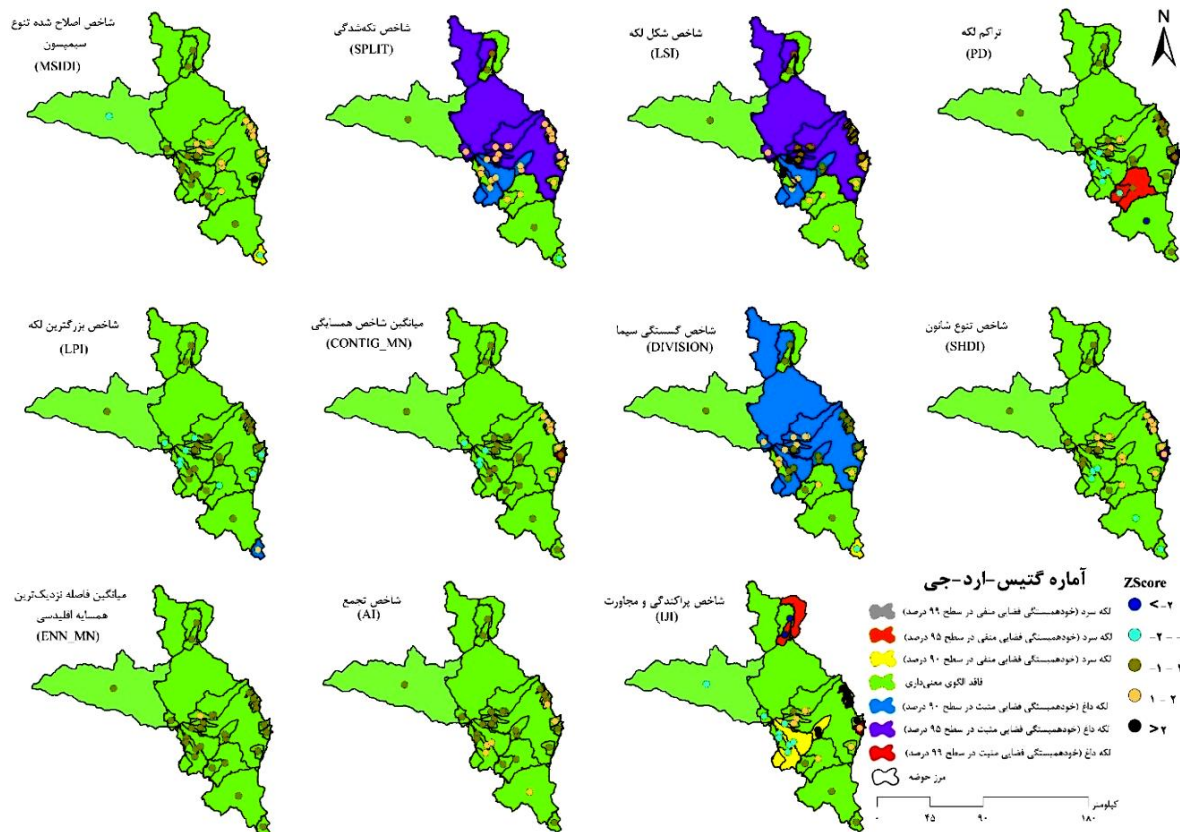 شاخص اصلاح شده تنوع
سیمپسون
(MSIDI)
شاخص تکه‌شدگی
(SPLIT)
شاخص شکل لکه
(LSI)
تراکم لکه
(PD)
N
شاخص بزرگترین لکه
(LPI)
میانگین شاخص همسایگی
(CONTIG_MN)
شاخص گسستگی سیما
(DIVISION)
شاخص تنوع شانون
(SHDI)
میانگین فاصله نزدیک‌ترین
همسایه اقلیدسی
(ENN_MN)
شاخص تجمع
(AI)
شاخص پراکندگی و مجاورت
(IJI)
آماره گتیس-ارد-جی
لکه سرد (خودهمبستگی فضایی منفی در سطح ۹۹ درصد)
لکه سرد (خودهمبستگی فضایی منفی در سطح ۹۵ درصد)
لکه سرد (خودهمبستگی فضایی منفی در سطح ۹۰ درصد)
فاقد الگوی معنی‌داری
لکه داغ (خودهمبستگی فضایی مثبت در سطح ۹۰ درصد)
لکه داغ (خودهمبستگی فضایی مثبت در سطح ۹۵ درصد)
لکه داغ (خودهمبستگی فضایی مثبت در سطح ۹۹ درصد)
مرز حوضه
ZScore
<-۲
۱ - ۲
>۲
کیلومتر
۰ ۴۵ ۹۰ ۱۸۰